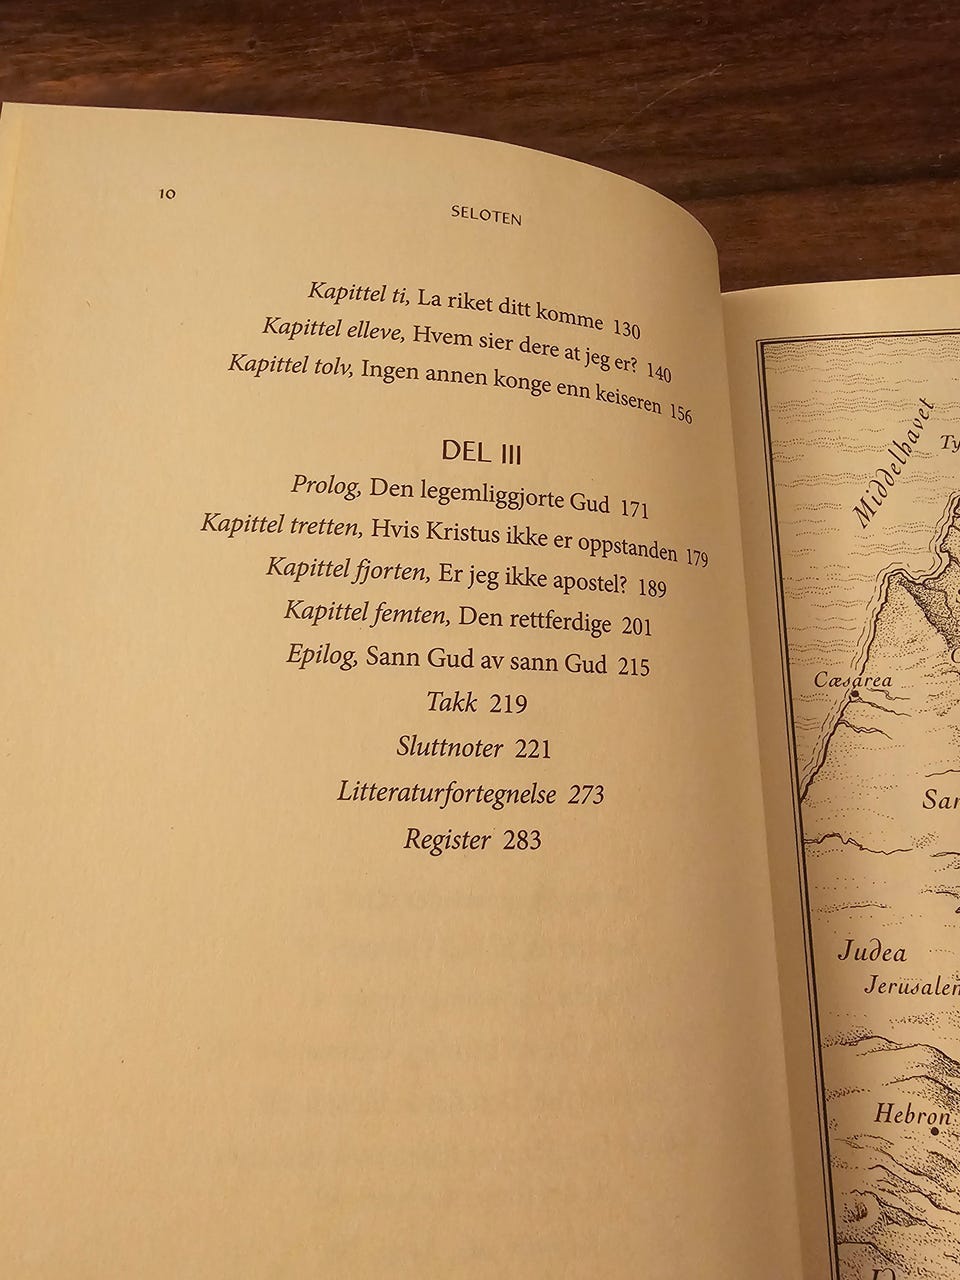 10
SELOTEN
Kapittel ti, La riket ditt komme 130
Kapittel elleve, Hvem sier dere at jeg er? 140
Kapittel tolv, Ingen annen konge enn keiseren 156
DEL III
Prolog, Den legemliggjorte Gud 171
Kapittel tretten, Hvis Kristus ikke er oppstanden 179
Kapittel fjorten, Er jeg ikke apostel? 189
Kapittel femten, Den rettferdige 201
Epilog, Sann Gud av sann Gud 215
Takk 219
Sluttnoter 221
Litteraturfortegnelse 273
Register 283
Middelhavet
Ty
Cæsarea
Sar
Judea
Jerusalem
Hebron